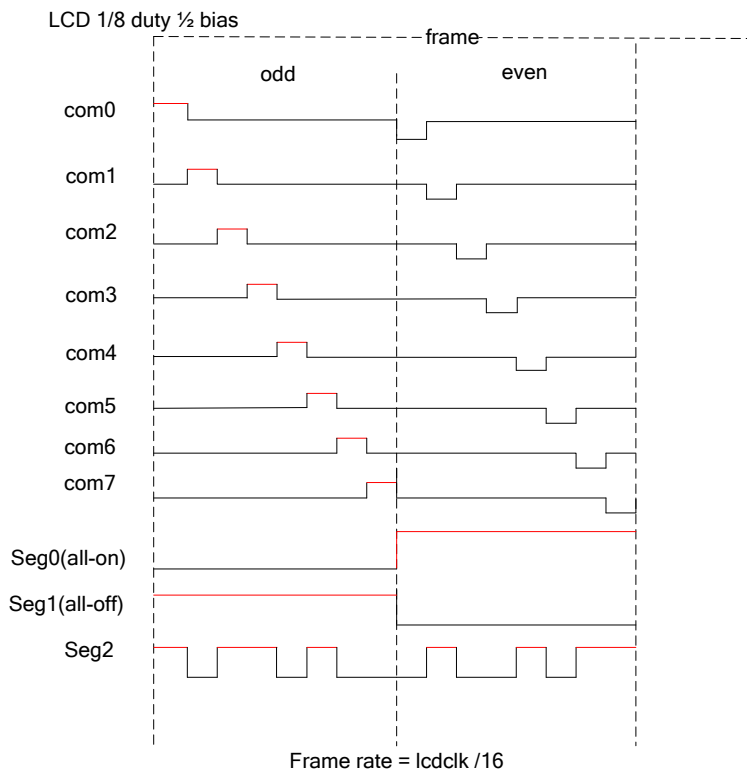 LCD 1/8 duty ½ bias
frame
odd even
com0
com1
com2
com3
com4
com5
com6
com7
Seg0(all-on)
Seg1(all-off)
Seg2
Frame rate = lcdclk /16